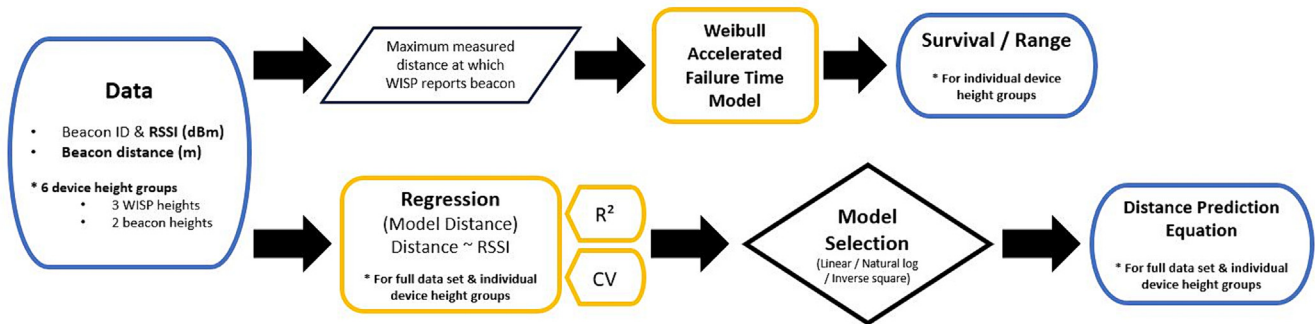 Data
• Beacon ID & RSSI (dBm)
• Beacon distance (m)
* 6 device height groups
• 3 WISP heights
• 2 beacon heights
Maximum measured
distance at which
WISP reports beacon
Weibull
Accelerated
Failure Time
Model
Survival / Range
* For individual device
height groups
Regression
(Model Distance)
Distance ~ RSSI
* For full data set & individual
device height groups
R²
CV
Model
Selection
(Linear / Natural log
/ Inverse square)
Distance Prediction
Equation
* For full data set & individual
device height groups